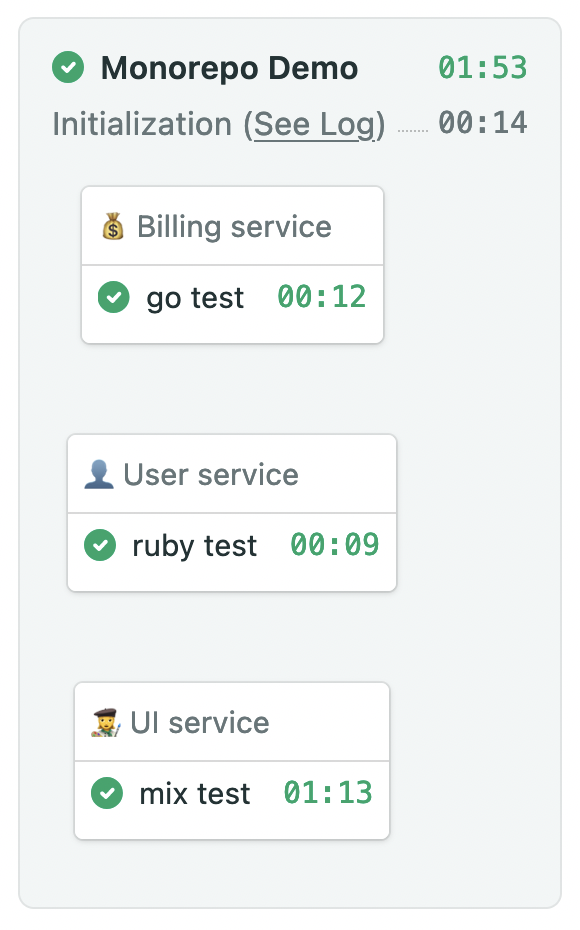 Monorepo Demo 01:53
Initialization (See Log) 00:14
💰 Billing service
go test 00:12
👤 User service
ruby test 00:09
👩‍🎨 UI service
mix test 01:13